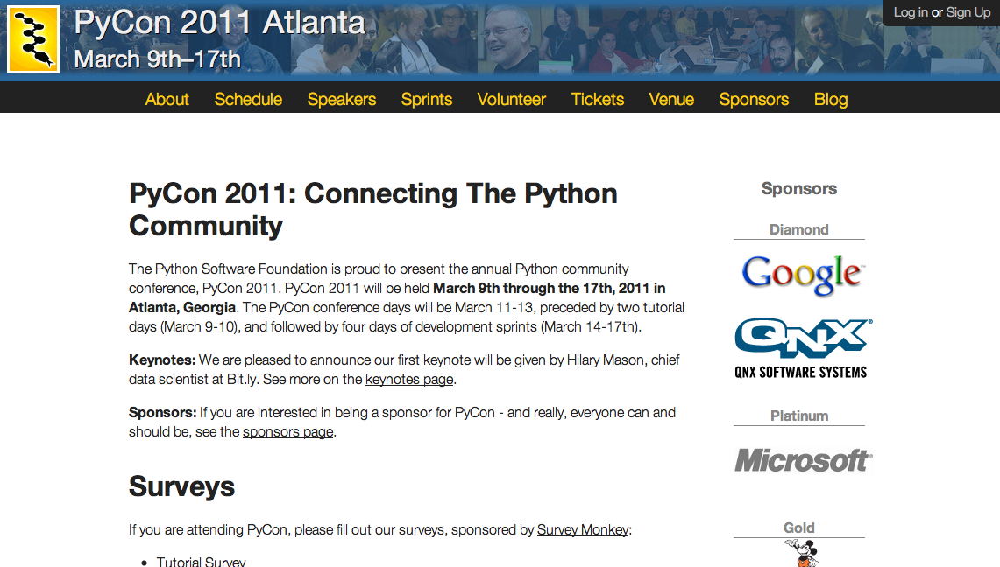 PyCon 2011 Atlanta
March 9th–17th
Log in or Sign Up
About Schedule Speakers Sprints Volunteer Tickets Venue Sponsors Blog
PyCon 2011: Connecting The Python
Community
The Python Software Foundation is proud to present the annual Python community
conference, PyCon 2011. PyCon 2011 will be held March 9th through the 17th, 2011 in
Atlanta, Georgia. The PyCon conference days will be March 11-13, preceded by two tutorial
days (March 9-10), and followed by four days of development sprints (March 14-17th).
Keynotes: We are pleased to announce our first keynote will be given by Hilary Mason, chief
data scientist at Bit.ly. See more on the keynotes page.
Sponsors: If you are interested in being a sponsor for PyCon - and really, everyone can and
should be, see the sponsors page.
Surveys
If you are attending PyCon, please fill out our surveys, sponsored by Survey Monkey:
• Tutorial Survey
Sponsors
Diamond
Google™
QNX®
QNX SOFTWARE SYSTEMS
Platinum
Microsoft®
Gold